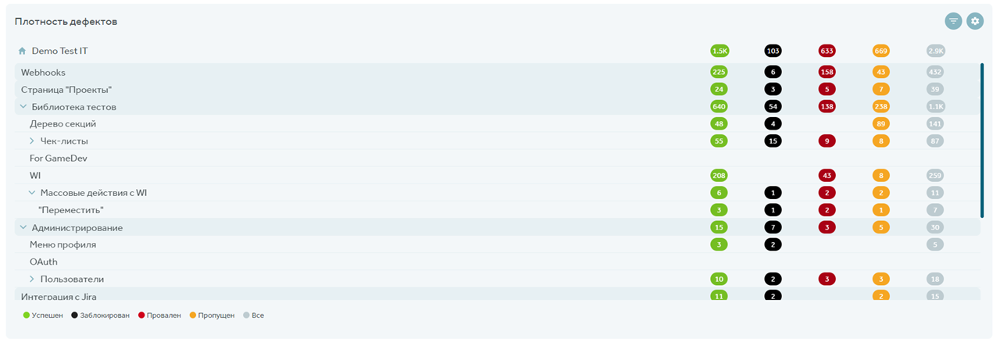 Плотность дефектов
Demo Test IT 1.5K 103 633 669 2.9K
Webhooks 225 6 158 43 432
Страница "Проекты" 24 3 5 7 39
Библиотека тестов 640 54 138 238 1.1K
Дерево секций 48 4 89 141
Чек-листы 55 15 9 8 87
For GameDev
WI 208 43 8 259
Массовые действия с WI 6 1 2 2 11
"Переместить" 3 1 2 1 7
Администрирование 15 7 3 5 30
Меню профиля 3 2 5
OAuth
Пользователи 10 2 3 3 18
Интеграция с Jira 11 2 2 15
Успешен Заблокирован Провален Пропущен Все